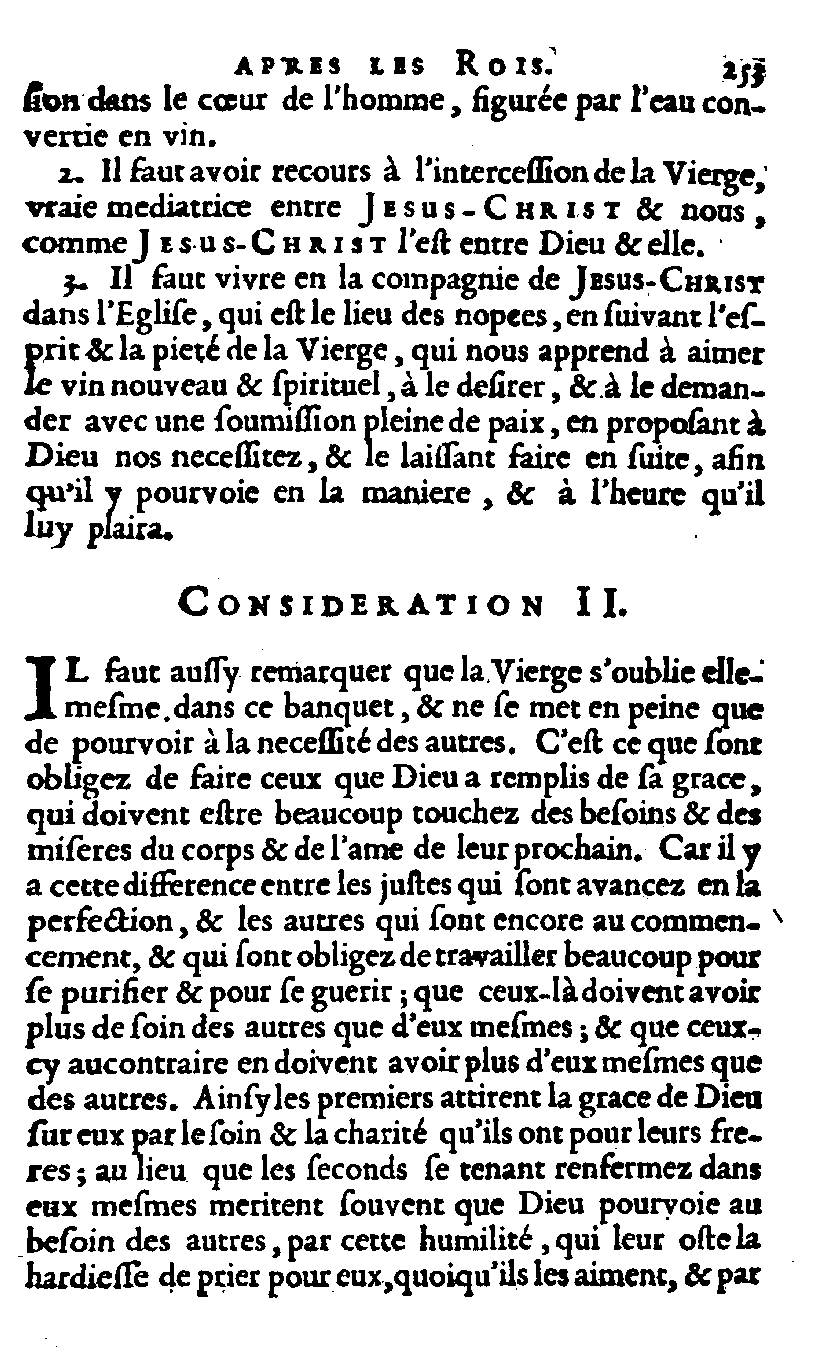 APRES LES ROIS. 253
ſion dans le cœur de l'homme, figurée par l'eau con-
vertie en vin.
2. Il faut avoir recours à l'interceſſion de la Vierge,
vraie mediatrice entre JESUS-CHRIST & nous,
comme JESUS-CHRIST l'eſt entre Dieu & elle.
3. Il faut vivre en la compagnie de JESUS-CHRIST
dans l'Egliſe, qui eſt le lieu des nopces, en ſuivant l'eſ-
prit & la pieté de la Vierge, qui nous apprend à aimer
le vin nouveau & ſpirituel, à le deſirer, & à le deman-
der avec une ſoumiſſion pleine de paix, en propoſant à
Dieu nos neceſſitez, & le laiſſant faire en ſuite, afin
qu'il y pourvoie en la maniere, & à l'heure qu'il
luy plaira.
CONSIDERATION II.
IL faut auſſy remarquer que la Vierge s'oublie elle-
meſme dans ce banquet, & ne ſe met en peine que
de pourvoir à la neceſſité des autres. C'eſt ce que ſont
obligez de faire ceux que Dieu a remplis de ſa grace,
qui doivent eſtre beaucoup touchez des beſoins & des
miſeres du corps & de l'ame de leur prochain. Car il y
a cette difference entre les juſtes qui ſont avancez en la
perfection, & les autres qui ſont encore au commen-
cement, & qui ſont obligez de travailler beaucoup pour
ſe purifier & pour ſe guerir; que ceux-là doivent avoir
plus de ſoin des autres que d'eux meſmes; & que ceux-
cy au contraire en doivent avoir plus d'eux meſmes que
des autres. Ainſy les premiers attirent la grace de Dieu
ſur eux par le ſoin & la charité qu'ils ont pour leurs fre-
res; au lieu que les ſeconds ſe tenant renfermez dans
eux meſmes meritent ſouvent que Dieu pourvoie au
beſoin des autres, par cette humilité, qui leur oſte la
hardieſſe de prier pour eux, quoiqu'ils les aiment, & par